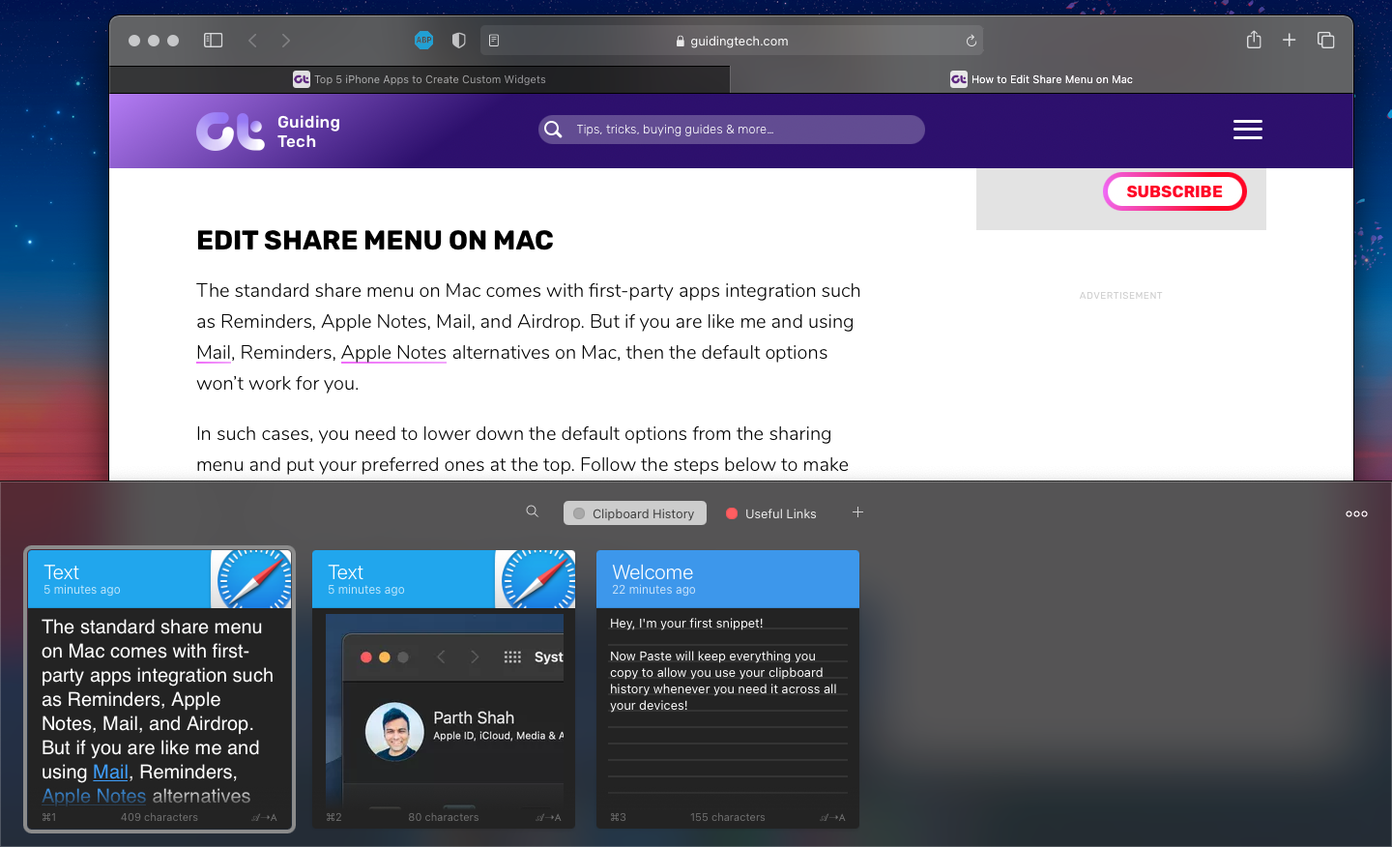 ABP
guidingtech.com
Top 5 iPhone Apps to Create Custom Widgets
How to Edit Share Menu on Mac
Guiding
Tech
Tips, tricks, buying guides & more...
SUBSCRIBE
EDIT SHARE MENU ON MAC
The standard share menu on Mac comes with first-party apps integration such
as Reminders, Apple Notes, Mail, and Airdrop. But if you are like me and using
Mail, Reminders, Apple Notes alternatives on Mac, then the default options
won’t work for you.
ADVERTISEMENT
In such cases, you need to lower down the default options from the sharing
menu and put your preferred ones at the top. Follow the steps below to make
Clipboard History
Useful Links
Text
5 minutes ago
The standard share menu
on Mac comes with first-
party apps integration such
as Reminders, Apple
Notes, Mail, and Airdrop.
But if you are like me and
using Mail, Reminders,
Apple Notes alternatives
⌘1
409 characters
𝒜→A
Text
5 minutes ago
Syst
Parth Shah
Apple ID, iCloud, Media & A
⌘2
80 characters
𝒜→A
Welcome
22 minutes ago
Hey, I'm your first snippet!
Now Paste will keep everything you
copy to allow you use your clipboard
history whenever you need it across all
your devices!
⌘3
155 characters
𝒜→A